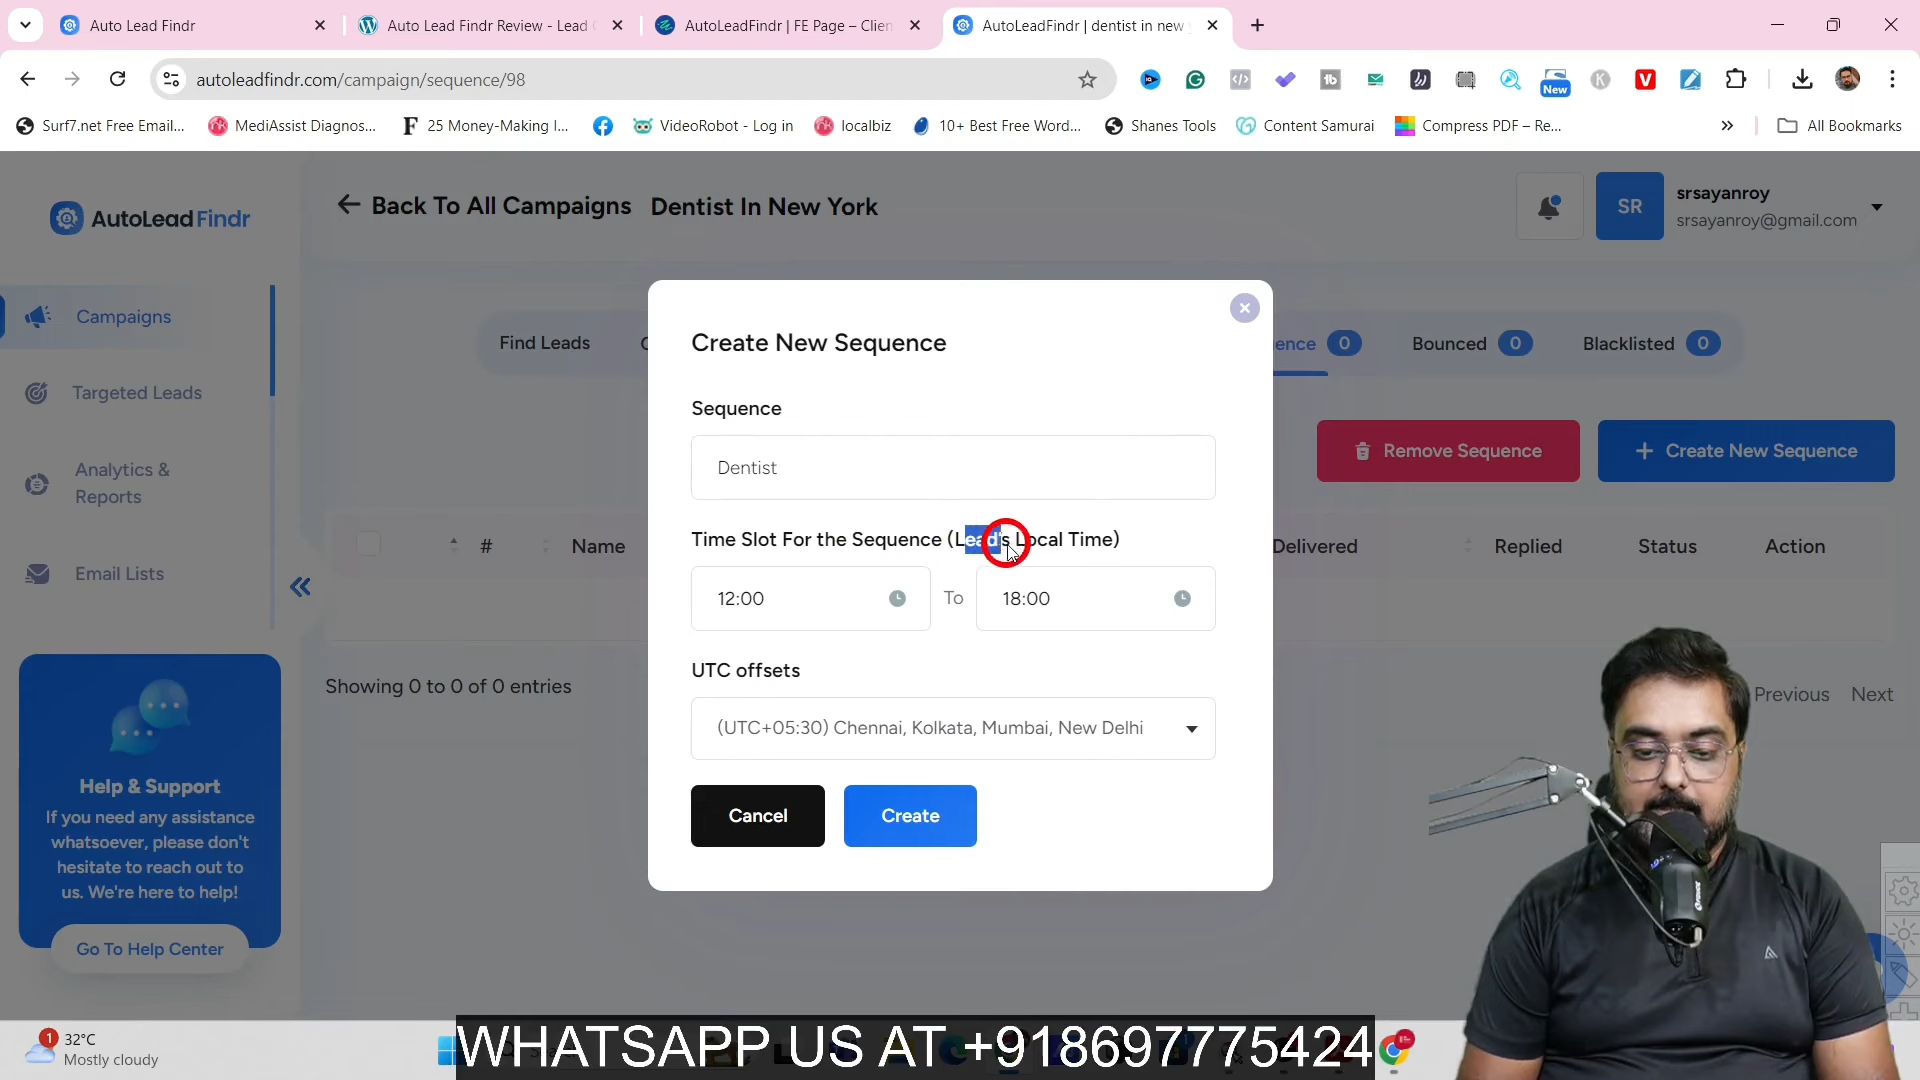 Auto Lead Findr
Auto Lead Findr Review - Lead
AutoLeadFindr | FE Page – Clien
AutoLeadFindr | dentist in new
autoleadfindr.com/campaign/sequence/98
New
Surf7.net Free Email...
MediAssist Diagnos...
25 Money-Making I...
VideoRobot - Log in
localbiz
10+ Best Free Word...
Shanes Tools
Content Samurai
Compress PDF – Re...
All Bookmarks
AutoLeadFindr
Back To All Campaigns
Dentist In New York
SR
srsayanroy
srsayanroy@gmail.com
Campaigns
Targeted Leads
Analytics &
Reports
Email Lists
Find Leads
ence 0
Bounced 0
Blacklisted 0
Remove Sequence
+ Create New Sequence
#
Name
Delivered
Replied
Status
Action
Showing 0 to 0 of 0 entries
Previous
Next
Create New Sequence
Sequence
Dentist
Time Slot For the Sequence (Lead's Local Time)
12:00
To
18:00
UTC offsets
(UTC+05:30) Chennai, Kolkata, Mumbai, New Delhi
Cancel
Create
Help & Support
If you need any assistance
whatsoever, please don't
hesitate to reach out to
us. We're here to help!
Go To Help Center
1
32°C
Mostly cloudy
WHATSAPP US AT +918697775424